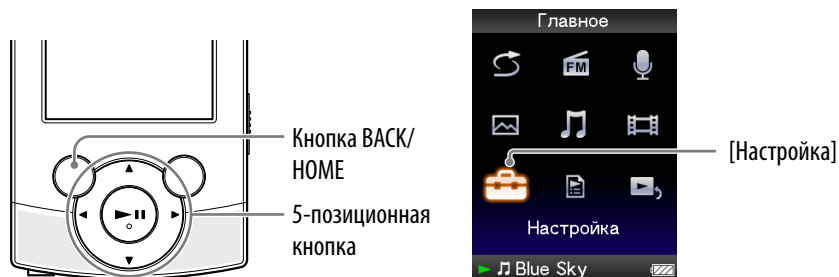 Кнопка BACK/
HOME
5-позиционная
кнопка
Главное
FM
[Настройка]
Настройка
Blue Sky